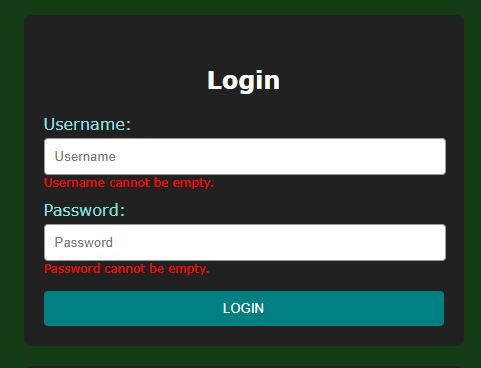 Login
Username:
Username
Username cannot be empty.
Password:
Password
Password cannot be empty.
LOGIN